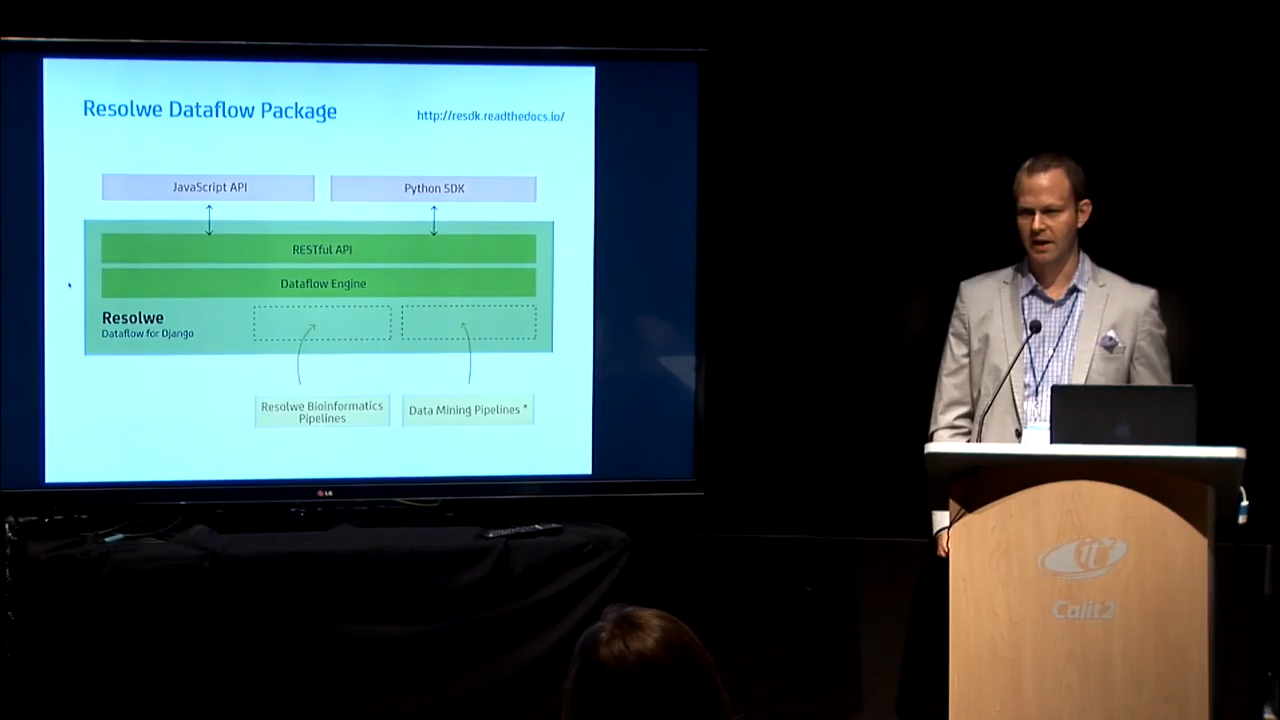 Resolwe Dataflow Package
http://resdk.readthedocs.io/
JavaScript API
Python SDK
RESTful API
Dataflow Engine
Resolwe
Dataflow for Django
Resolwe Bioinformatics
Pipelines
Data Mining Pipelines *
LG
it²
Calit2